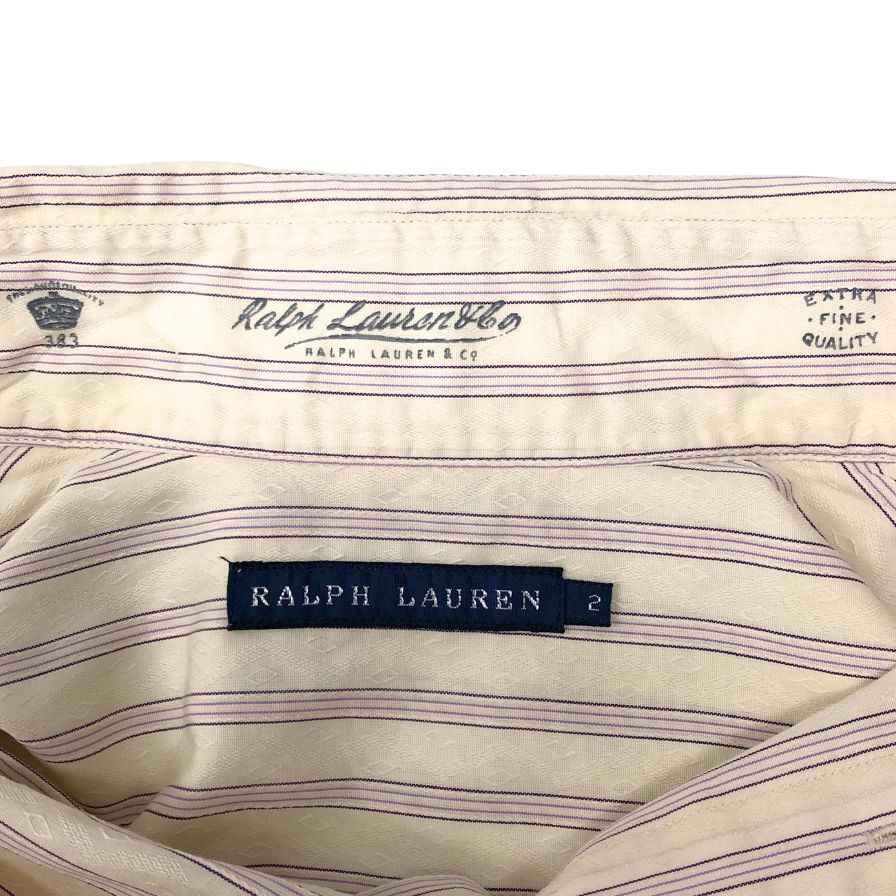 383
Ralph Lauren & Co
RALPH LAUREN & CO
EXTRA
· FINE ·
QUALITY
RALPH LAUREN
2